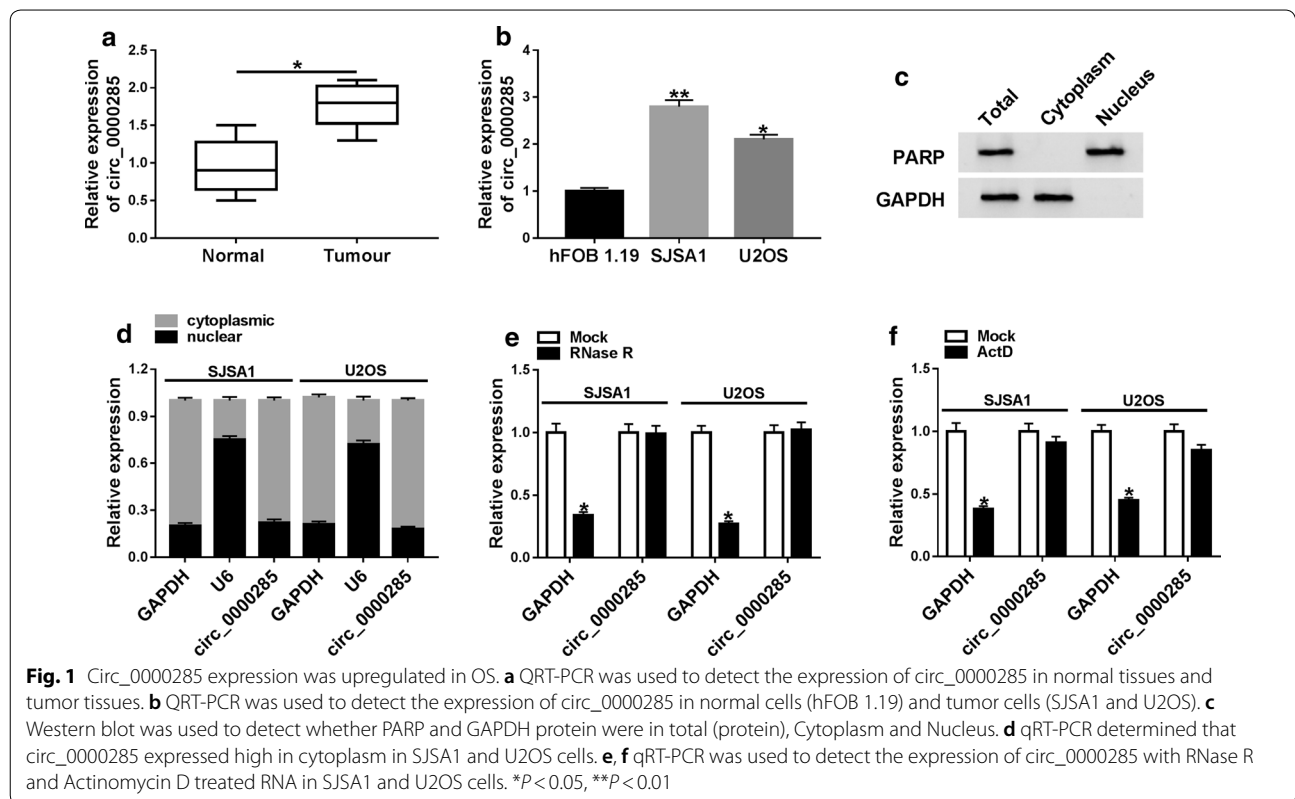 a
Relative expression
of circ_0000285
2.5
2.0
1.5
1.0
0.5
0.0
*
Normal Tumour
b
Relative expression
of circ_0000285
4
3
2
1
0
**
*
hFOB 1.19 SJSA1 U2OS
c
Total Cytoplasm Nucleus
PARP
GAPDH
d
cytoplasmic
nuclear
Relative expression
1.2
0.9
0.6
0.3
0.0
SJSA1 U2OS
GAPDH U6 circ_0000285 GAPDH U6 circ_0000285
e
Mock
RNase R
Relative expression
1.5
1.0
0.5
0.0
SJSA1 U2OS
*
*
GAPDH circ_0000285 GAPDH circ_0000285
f
Mock
ActD
Relative expression
1.5
1.0
0.5
0.0
SJSA1 U2OS
*
*
GAPDH circ_0000285 GAPDH circ_0000285
Fig. 1 Circ_0000285 expression was upregulated in OS. a QRT-PCR was used to detect the expression of circ_0000285 in normal tissues and
tumor tissues. b QRT-PCR was used to detect the expression of circ_0000285 in normal cells (hFOB 1.19) and tumor cells (SJSA1 and U2OS). c
Western blot was used to detect whether PARP and GAPDH protein were in total (protein), Cytoplasm and Nucleus. d qRT-PCR determined that
circ_0000285 expressed high in cytoplasm in SJSA1 and U2OS cells. e, f qRT-PCR was used to detect the expression of circ_0000285 with RNase R
and Actinomycin D treated RNA in SJSA1 and U2OS cells. *P < 0.05, **P < 0.01